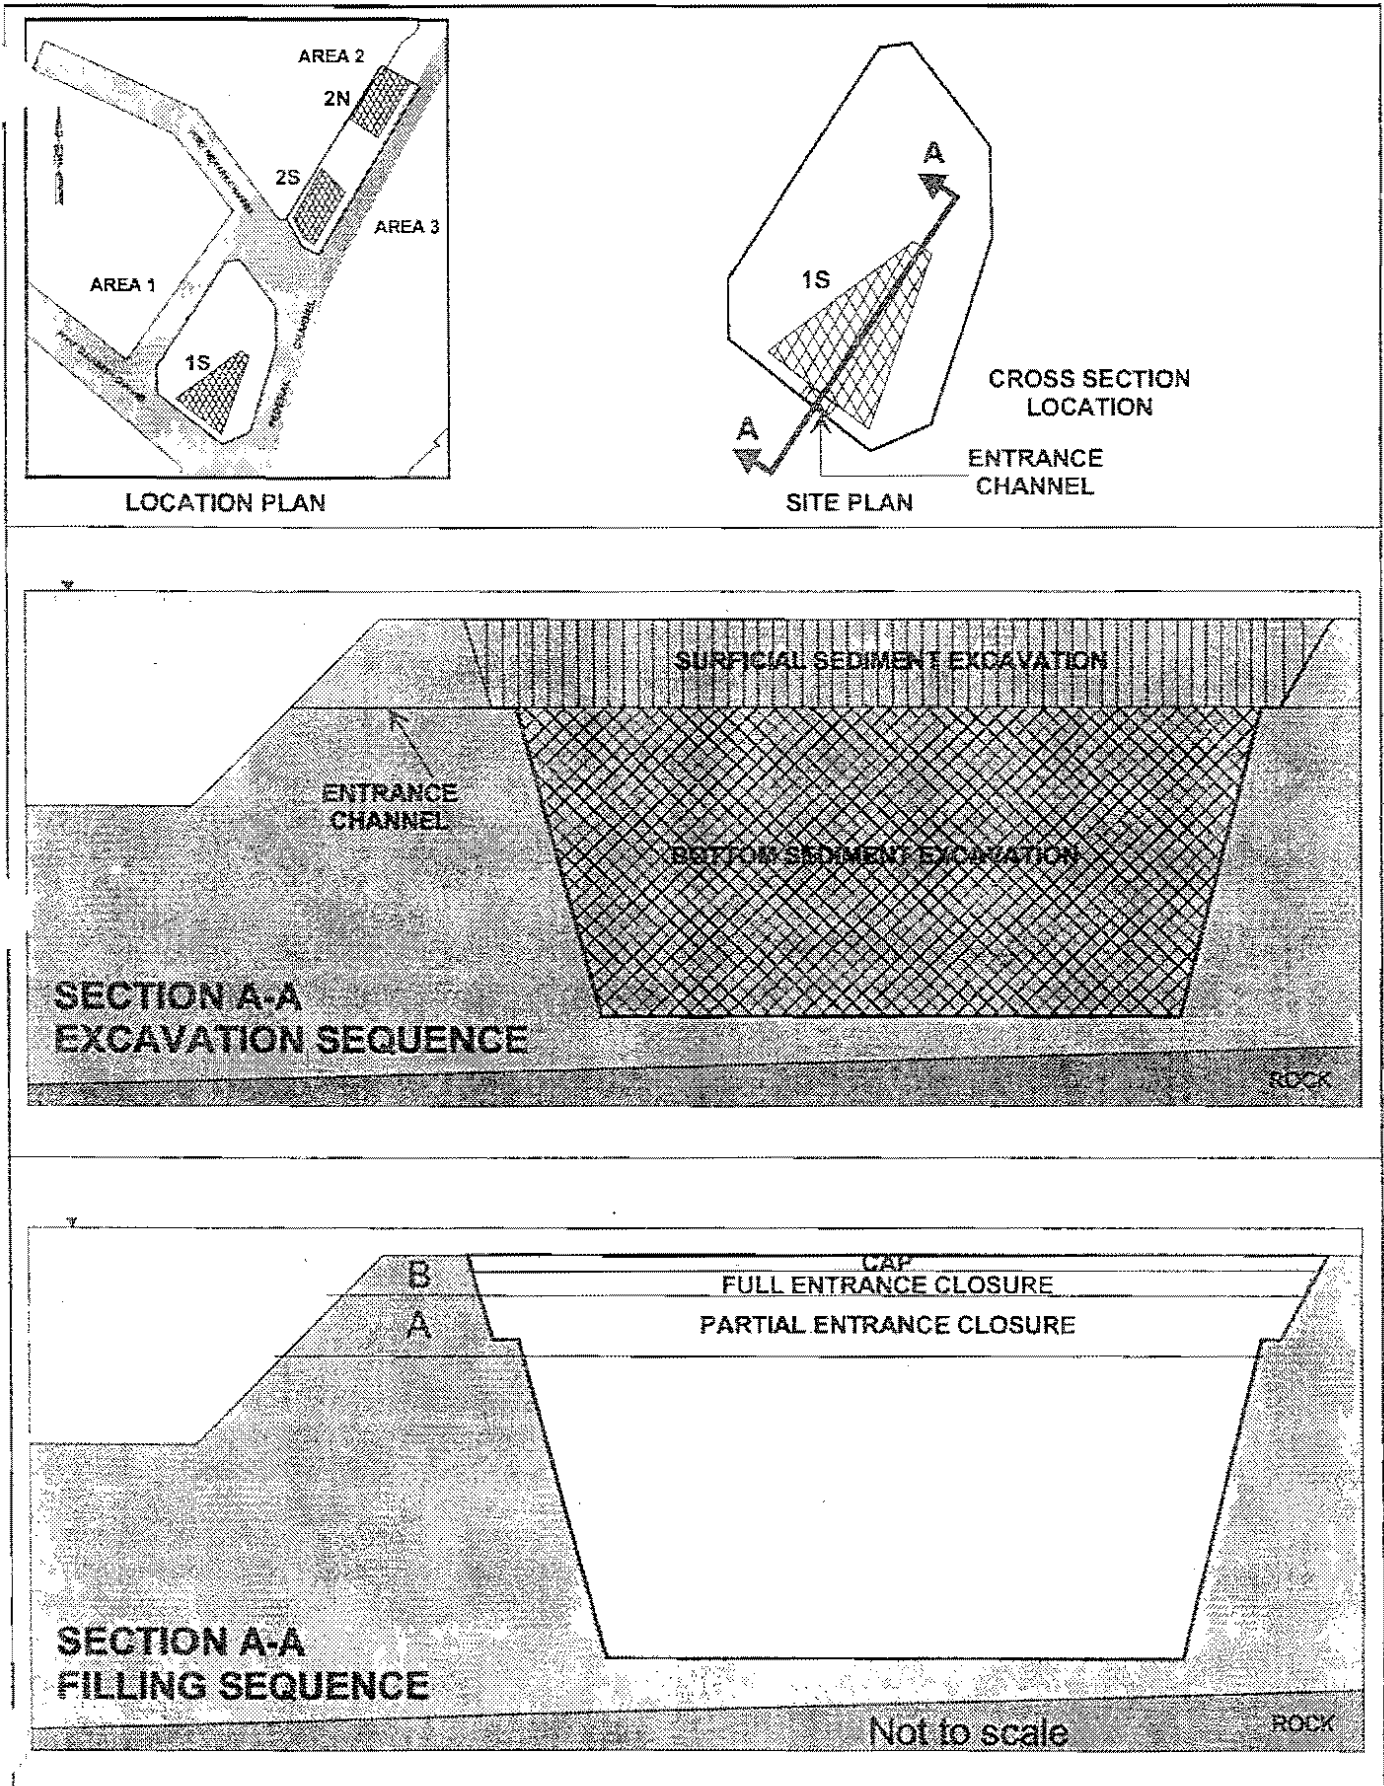 AREA 2
2N
2S
AREA 3
AREA 1
1S
FEDERAL CHANNEL
LOCATION PLAN
A
1S
CROSS SECTION
LOCATION
A
ENTRANCE
CHANNEL
SITE PLAN
SURFICIAL SEDIMENT EXCAVATION
ENTRANCE
CHANNEL
BOTTOM SEDIMENT EXCAVATION
SECTION A-A
EXCAVATION SEQUENCE
ROCK
CAP
B
FULL ENTRANCE CLOSURE
A
PARTIAL ENTRANCE CLOSURE
SECTION A-A
FILLING SEQUENCE
Not to scale
ROCK